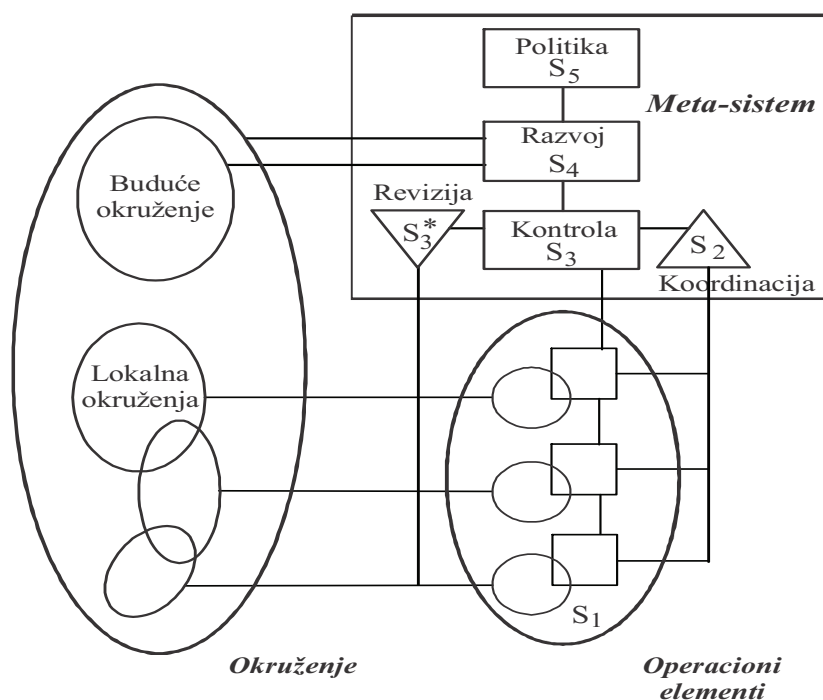 Politika
S5
Meta-sistem
Razvoj
S4
Buduće
okruženje
Revizija
S3*
Kontrola
S3
S2
Koordinacija
Lokalna
okruženja
S1
Okruženje
Operacioni
elementi